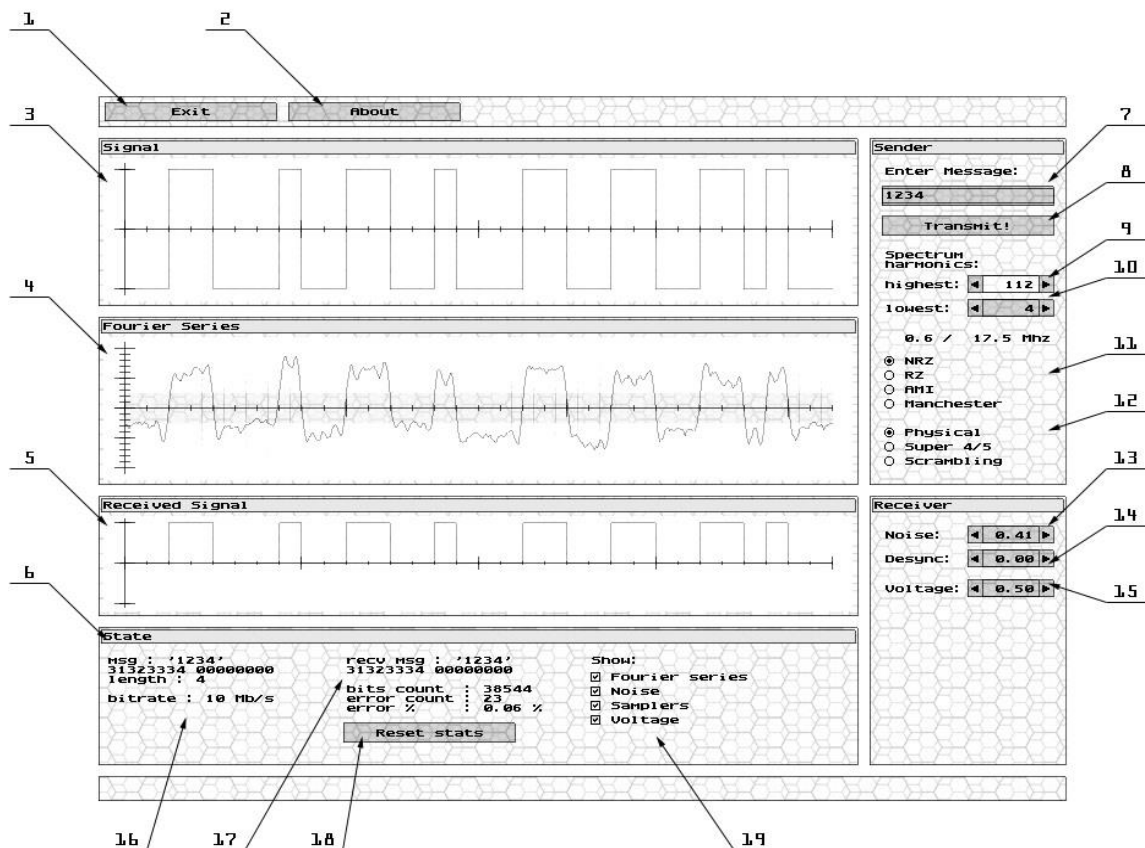 1 2
Exit About
3 7
Signal
Sender
Enter Message:
1234
8
Transmit!
9
Spectrum
harmonics:
10
highest: 112
lowest: 4
0.6 / 17.5 Mhz
4
Fourier Series
11
NRZ
RZ
AMI
Manchester
12
Physical
Super 4/5
Scrambling
5
Received Signal
13
Receiver
Noise: 0.41
14
Desync: 0.00
15
Voltage: 0.50
6
State
msg : '1234'
31323334 00000000
length : 4
bitrate : 10 Mb/s
recv msg : '1234'
31323334 00000000
bits count : 38544
error count : 23
error % : 0.06 %
Reset stats
Show:
Fourier series
Noise
Samplers
Voltage
16 17 18 19